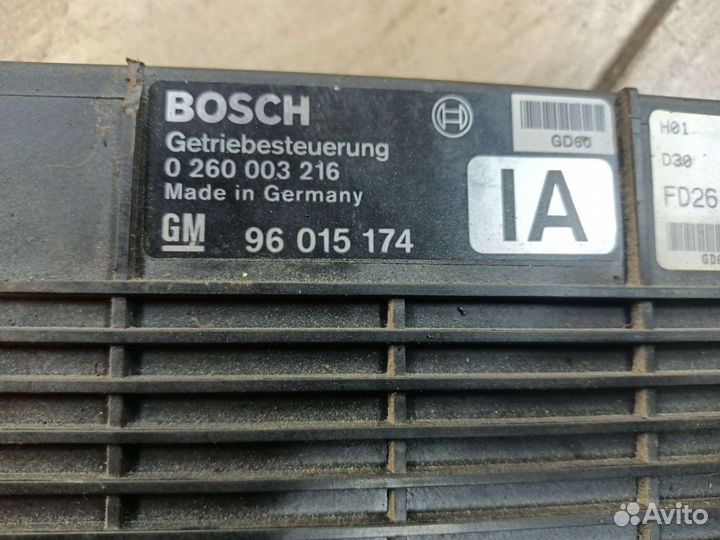 BOSCH
Getriebesteuerung
0 260 003 216
Made in Germany
GM 96 015 174
GD60
IA
H01
D30
FD26
Avito